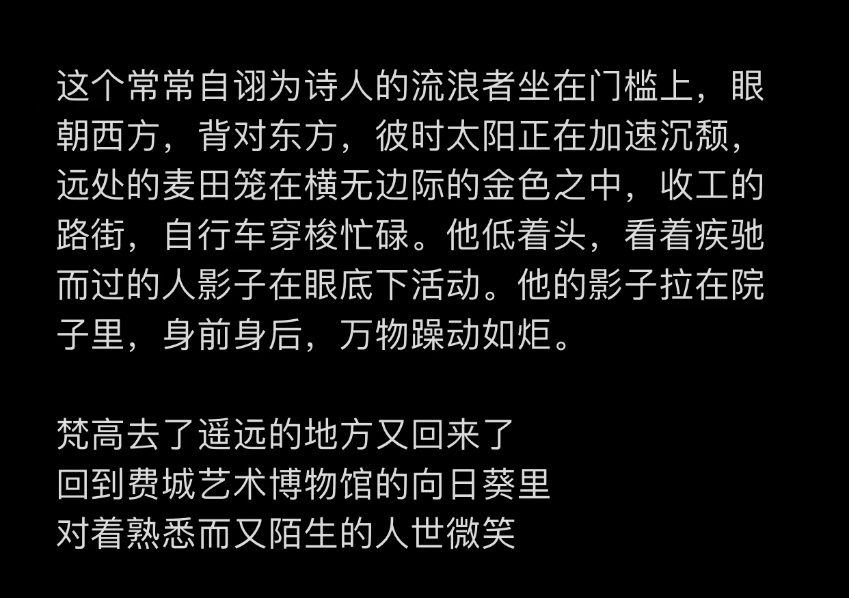 这个常常自诩为诗人的流浪者坐在门槛上，眼
朝西方，背对东方，彼时太阳正在加速沉颓，
远处的麦田笼在横无边际的金色之中，收工的
路街，自行车穿梭忙碌。他低着头，看着疾驰
而过的人影子在眼底下活动。他的影子拉在院
子里，身前身后，万物躁动如炬。
梵高去了遥远的地方又回来了
回到费城艺术博物馆的向日葵里
对着熟悉而又陌生的人世微笑